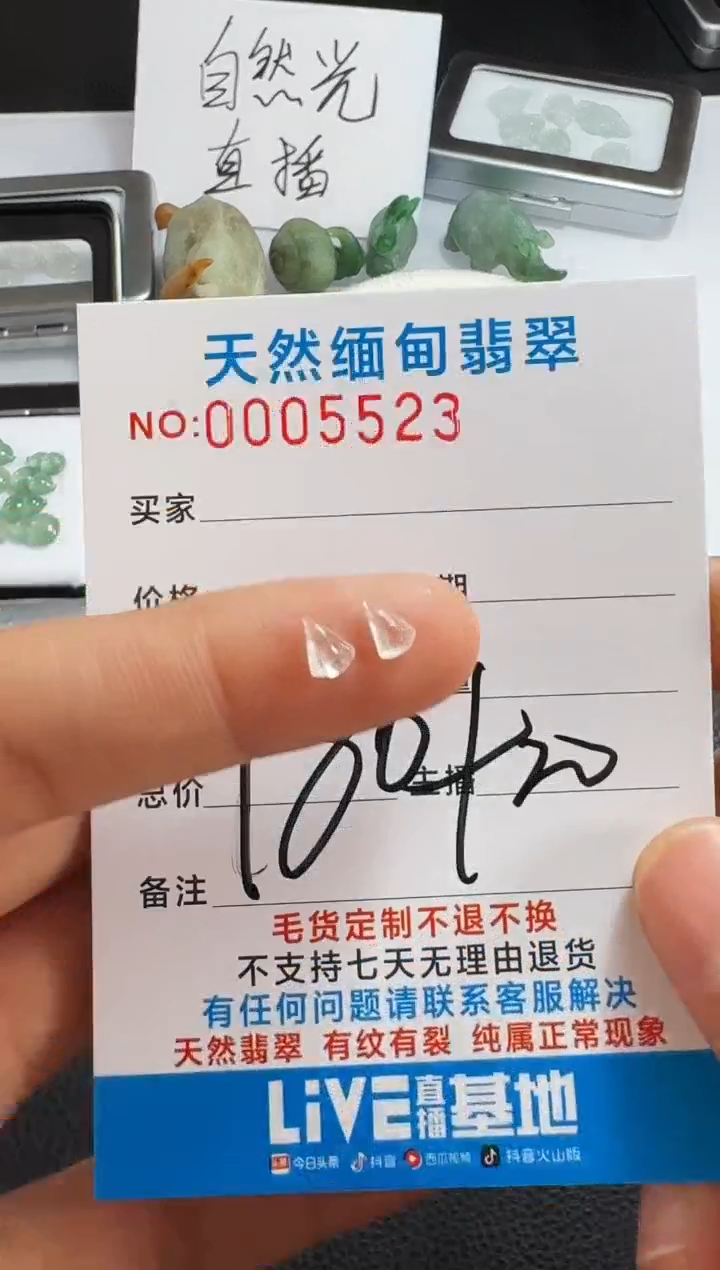 自然光
直播
天然缅甸翡翠
NO:0005523
买家
价格 期
总价 主播
备注
毛货定制不退不换
不支持七天无理由退货
有任何问题请联系客服解决
天然翡翠 有纹有裂 纯属正常现象
LiVE直播基地
今日头条 抖音 西瓜视频 抖音火山版